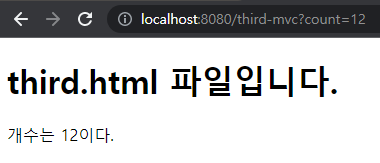 localhost:8080/third-mvc?count=12
third.html 파일입니다.
개수는 12이다.